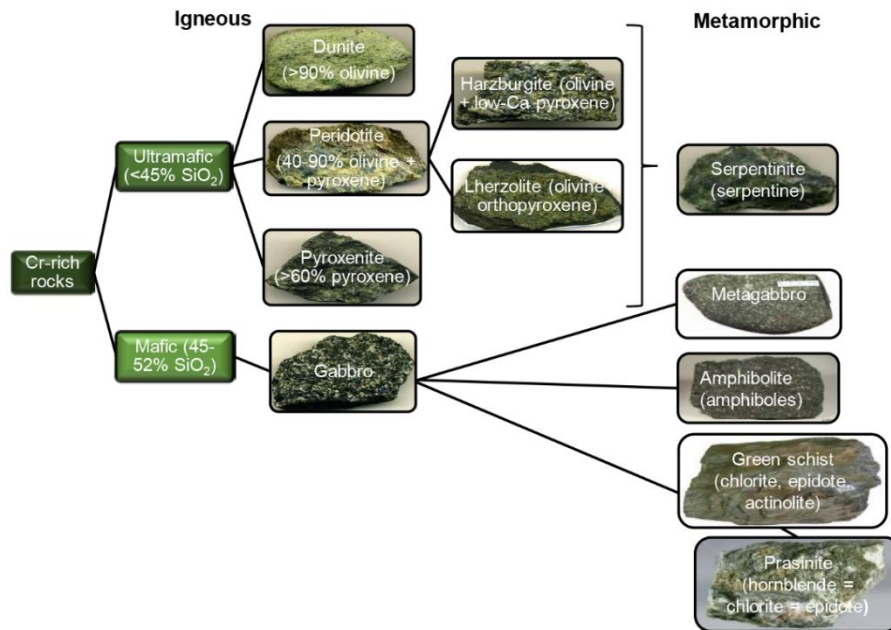 Igneous
Metamorphic
Dunite
(>90% olivine)
Harzburgite (olivine
+ low-Ca pyroxene)
Ultramafic
(<45% SiO₂)
Peridotite
(40-90% olivine +
pyroxene)
Lherzolite (olivine
orthopyroxene)
Serpentinite
(serpentine)
Pyroxenite
(>60% pyroxene)
Cr-rich
rocks
Metagabbro
Mafic (45-
52% SiO₂)
Gabbro
Amphibolite
(amphiboles)
Green schist
(chlorite, epidote,
actinolite)
Prasinite
(hornblende =
chlorite = epidote)